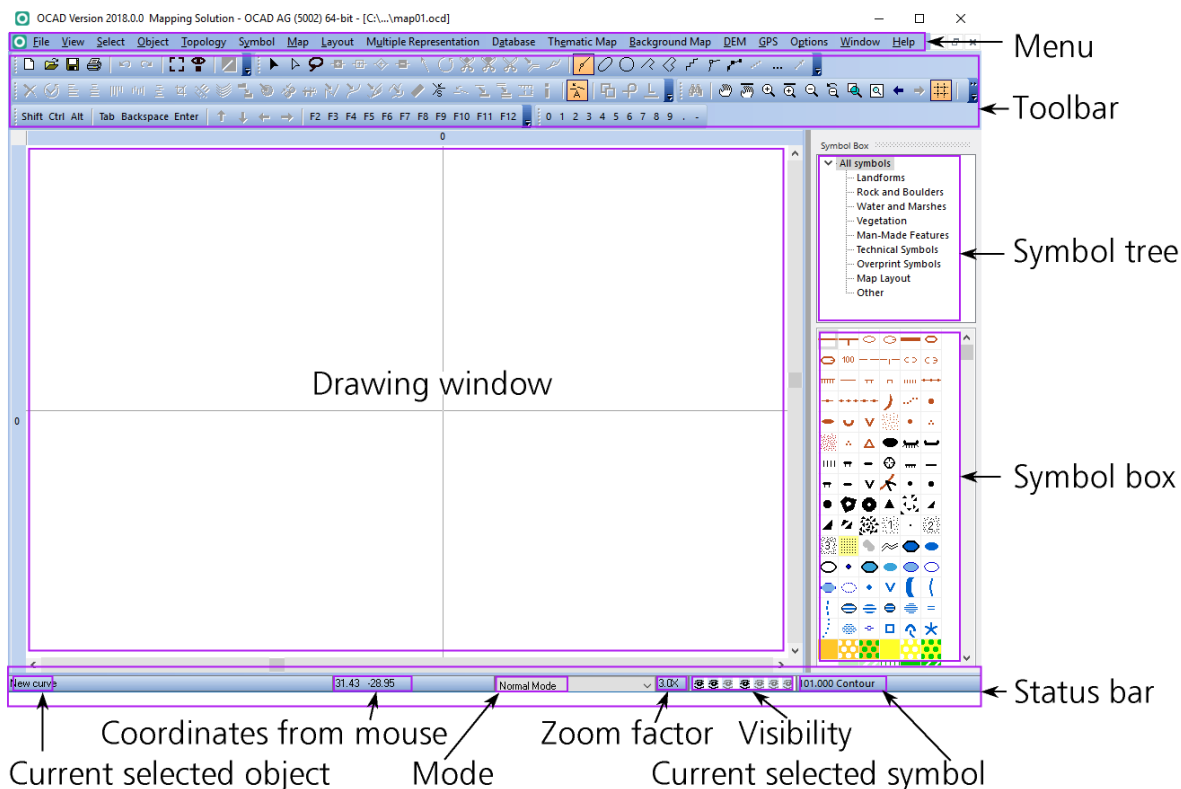 OCAD Version 2018.0.0 Mapping Solution - OCAD AG (5002) 64-bit - [C:\...\map01.ocd]
File View Select Object Topology Symbol Map Layout Multiple Representation Database Thematic Map Background Map DEM GPS Options Window Help
Menu
Toolbar
Shift Ctrl Alt Tab Backspace Enter F2 F3 F4 F5 F6 F7 F8 F9 F10 F11 F12 0 1 2 3 4 5 6 7 8 9 . -
0
Symbol Box
All symbols
Landforms
Rock and Boulders
Water and Marshes
Vegetation
Man-Made Features
Technical Symbols
Overprint Symbols
Map Layout
Other
Symbol tree
100
Drawing window
0
Symbol box
1
2
3
New curve
31.43 -28.95
Normal Mode
3.0X
101.000 Contour
Status bar
Coordinates from mouse
Zoom factor
Visibility
Current selected object
Mode
Current selected symbol